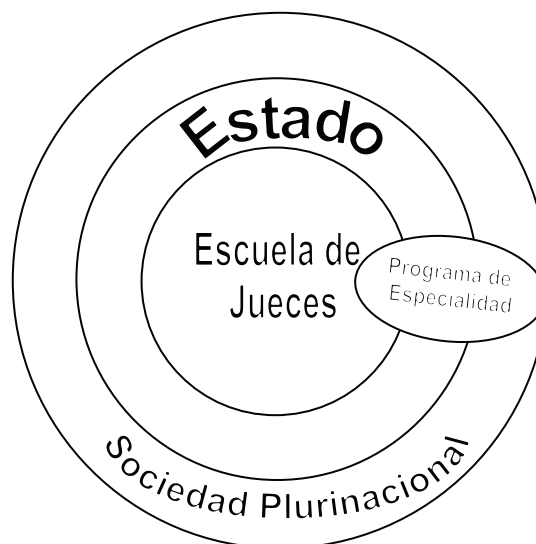 Estado
Escuela de
Jueces
Programa de
Especialidad
Sociedad Plurinacional